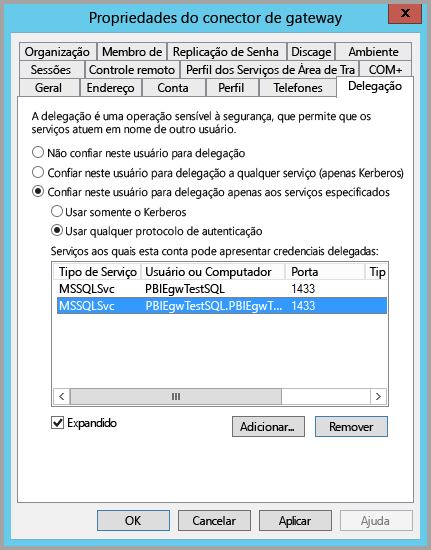 Propriedades do conector de gateway
x
Organização Membro de Replicação de Senha Discage Ambiente
Sessões Controle remoto Perfil dos Serviços de Área de Tra COM+
Geral Endereço Conta Perfil Telefones Delegação
A delegação é uma operação sensível à segurança, que permite que os
serviços atuem em nome de outro usuário.
Não confiar neste usuário para delegação
Confiar neste usuário para delegação a qualquer serviço (apenas Kerberos)
Confiar neste usuário para delegação apenas aos serviços especificados
Usar somente o Kerberos
Usar qualquer protocolo de autenticação
Serviços aos quais esta conta pode apresentar credenciais delegadas:
Tipo de Serviço Usuário ou Computador Porta Tip
MSSQLSvc PBIEgwTestSQL 1433
MSSQLSvc PBIEgwTestSQL.PBIEgwT... 1433
Expandido Adicionar... Remover
OK Cancelar Aplicar Ajuda